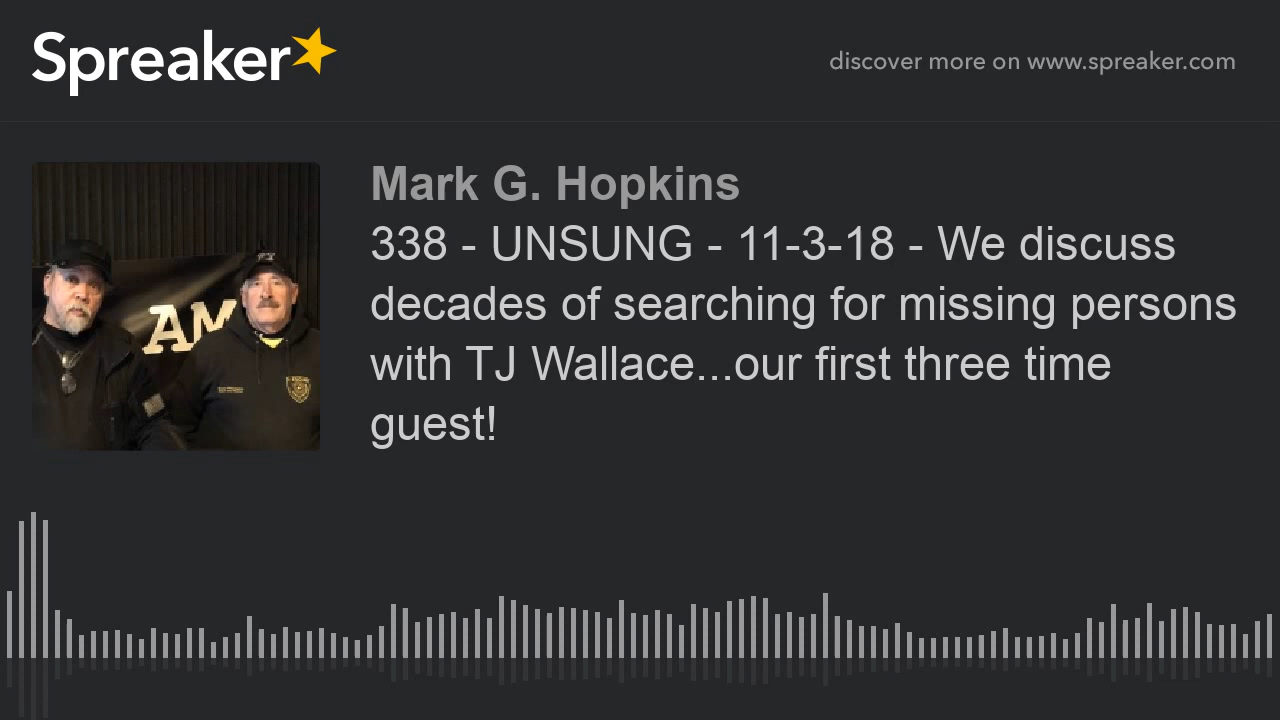 Spreaker
discover more on www.spreaker.com
Mark G. Hopkins
338 - UNSUNG - 11-3-18 - We discuss
decades of searching for missing persons
with TJ Wallace...our first three time
guest!
AM